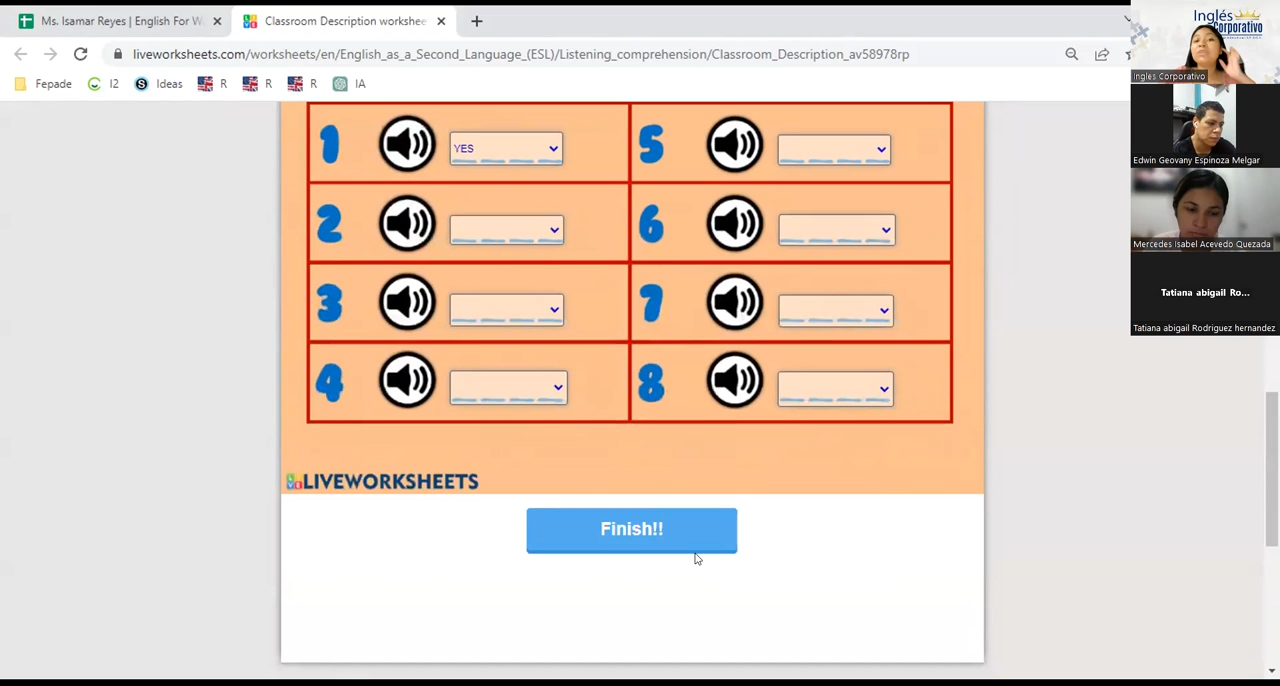 Ms. Isamar Reyes | English For W
Classroom Description workshee
liveworksheets.com/worksheets/en/English_as_a_Second_Language_(ESL)/Listening_comprehension/Classroom_Description_av58978rp
Fepade
I2
Ideas
R
R
R
IA
Inglés
Corporativo
Ingles Corporativo
Edwin Geovany Espinoza Melgar
Mercedes Isabel Acevedo Quezada
Tatiana abigail Ro...
Tatiana abigail Rodriguez hernandez
1 YES 5
2 6
3 7
4 8
LIVEWORKSHEETS
Finish!!